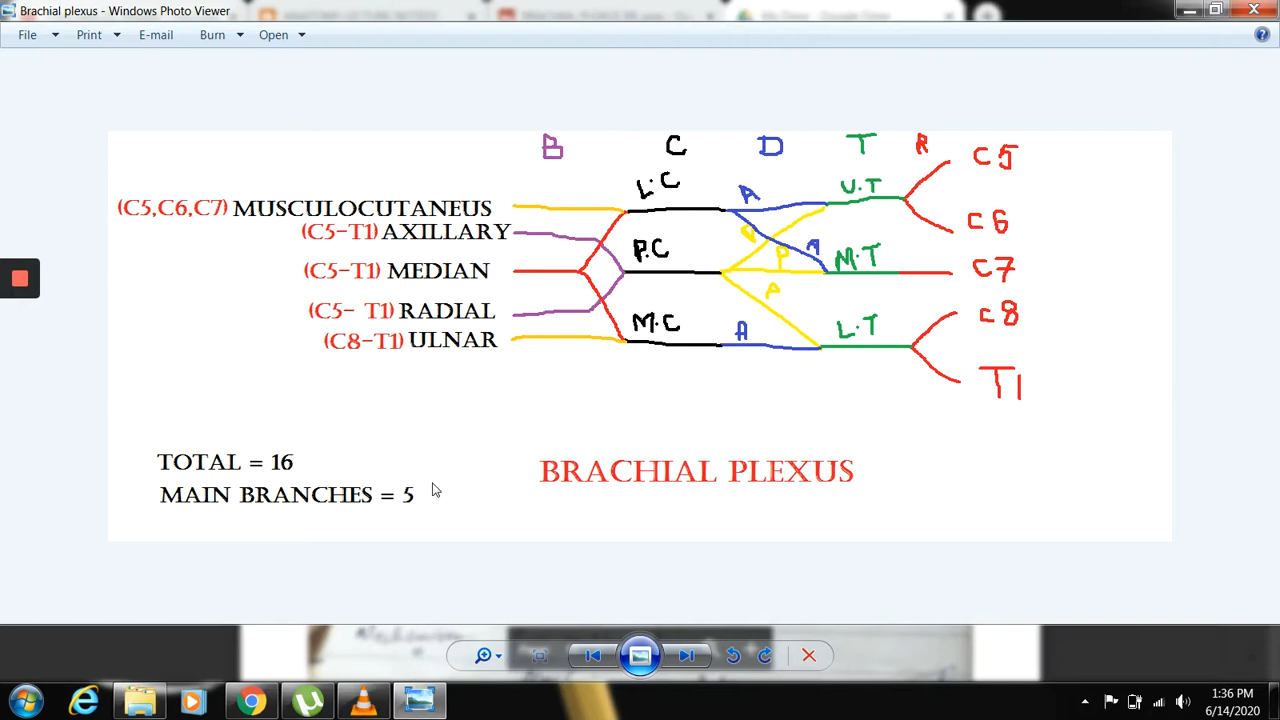 Brachial plexus - Windows Photo Viewer
File Print Burn E-mail Open
B C D T R
C5
L.C A U.T
(C5,C6,C7) MUSCULOCUTANEUS
C6
(C5-T1) AXILLARY
P.C P A M.T
(C5-T1) MEDIAN
C7
P
(C5- T1) RADIAL
C8
M.C A L.T
(C8-T1) ULNAR
T1
TOTAL = 16
BRACHIAL PLEXUS
MAIN BRANCHES = 5
1:36 PM
6/14/2020